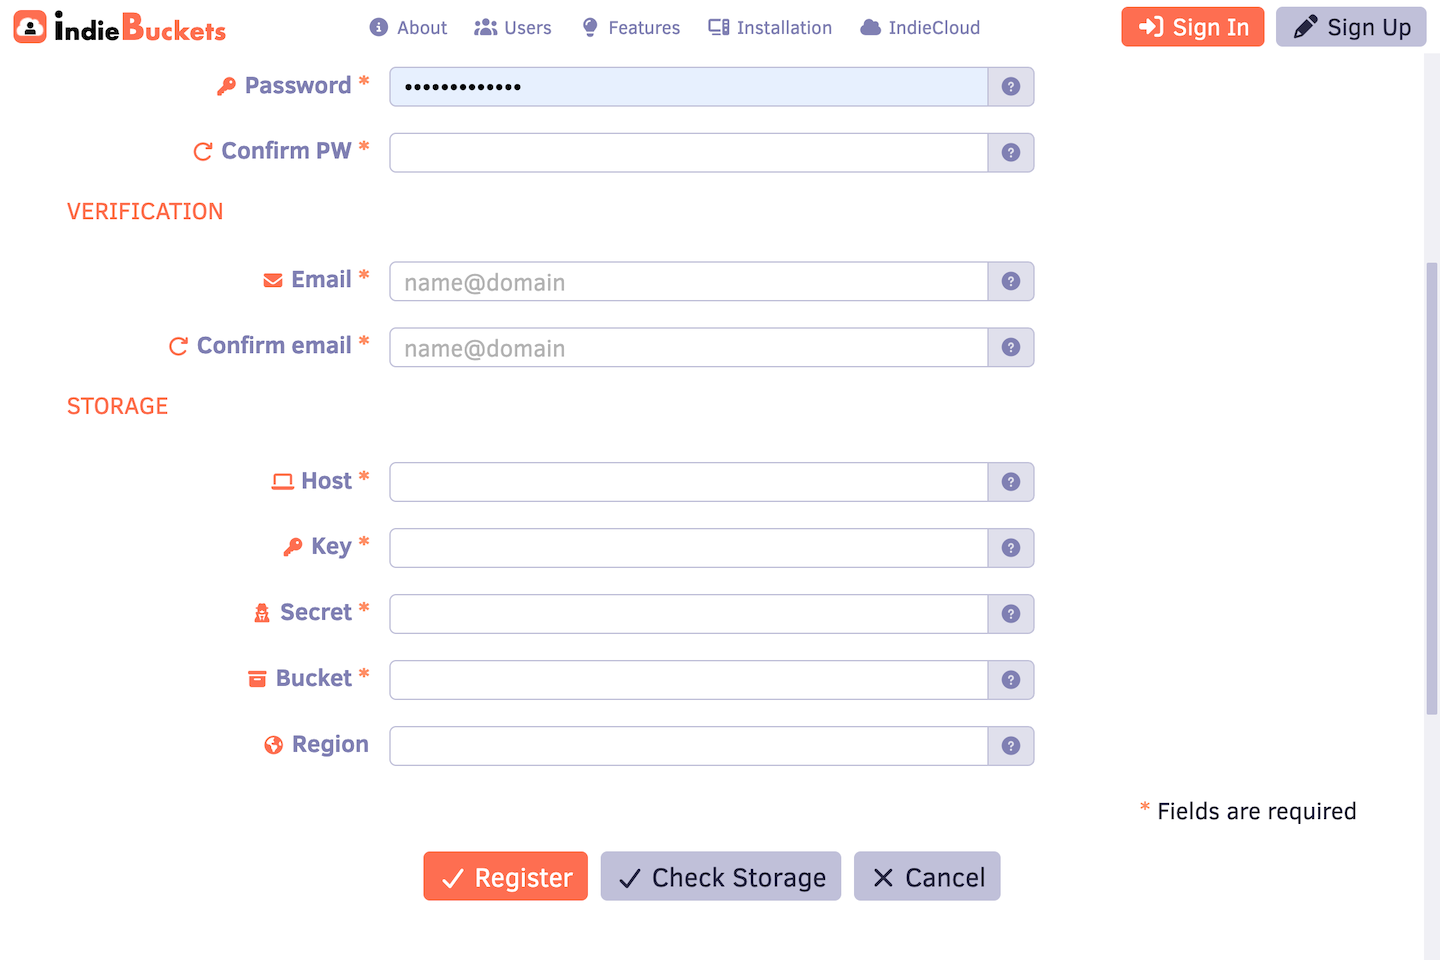 IndieBuckets
About
Users
Features
Installation
IndieCloud
Sign In
Sign Up
Password *
•••••••••••••
Confirm PW *
VERIFICATION
Email *
name@domain
Confirm email *
name@domain
STORAGE
Host *
Key *
Secret *
Bucket *
Region
* Fields are required
Register
Check Storage
Cancel